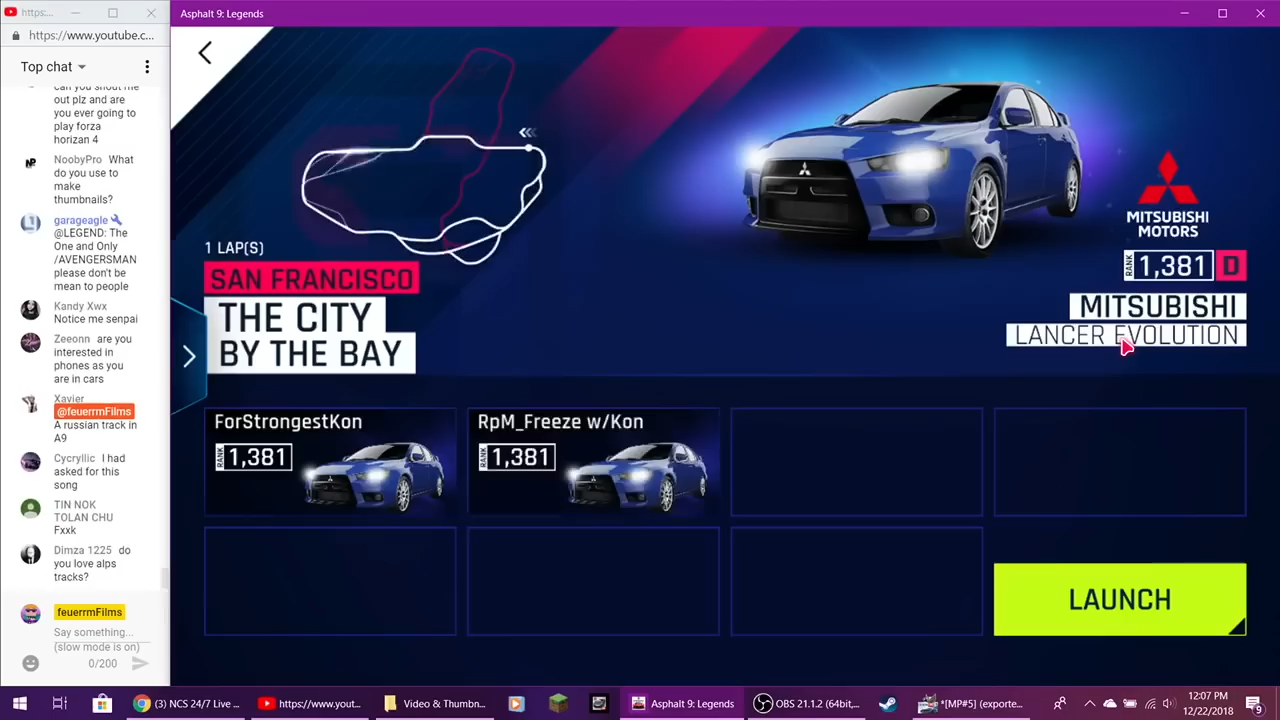 https:...
Asphalt 9: Legends
https://www.youtube.c...
Top chat
can you shout me
out plz and are
you ever going to
play forza
horizan 4
NoobyPro What
do you use to
make
thumbnails?
garageagle
@LEGEND: The
One and Only
/AVENGERSMAN
please don't be
mean to people
Kandy Xwx
Notice me senpai
Zeeonn are you
interested in
phones as you
are in cars
Xavier
@feuerrmFilms
A russian track in
A9
Cycryllic I had
asked for this
song
TIN NOK
TOLAN CHU
Fxxk
Dimza 1225 do
you love alps
tracks?
feuerrmFilms
Say something...
(slow mode is on)
0/200
1 LAP(S)
SAN FRANCISCO
THE CITY
BY THE BAY
MITSUBISHI
MOTORS
RANK 1,381 D
MITSUBISHI
LANCER EVOLUTION
ForStrongestKon
RANK 1,381
RpM_Freeze w/Kon
RANK 1,381
LAUNCH
(3) NCS 24/7 Live ...
https://www.yout...
Video & Thumbn...
Asphalt 9: Legends
OBS 21.1.2 (64bit,...
*[MP#5] (exporte...
12:07 PM
12/22/2018
9